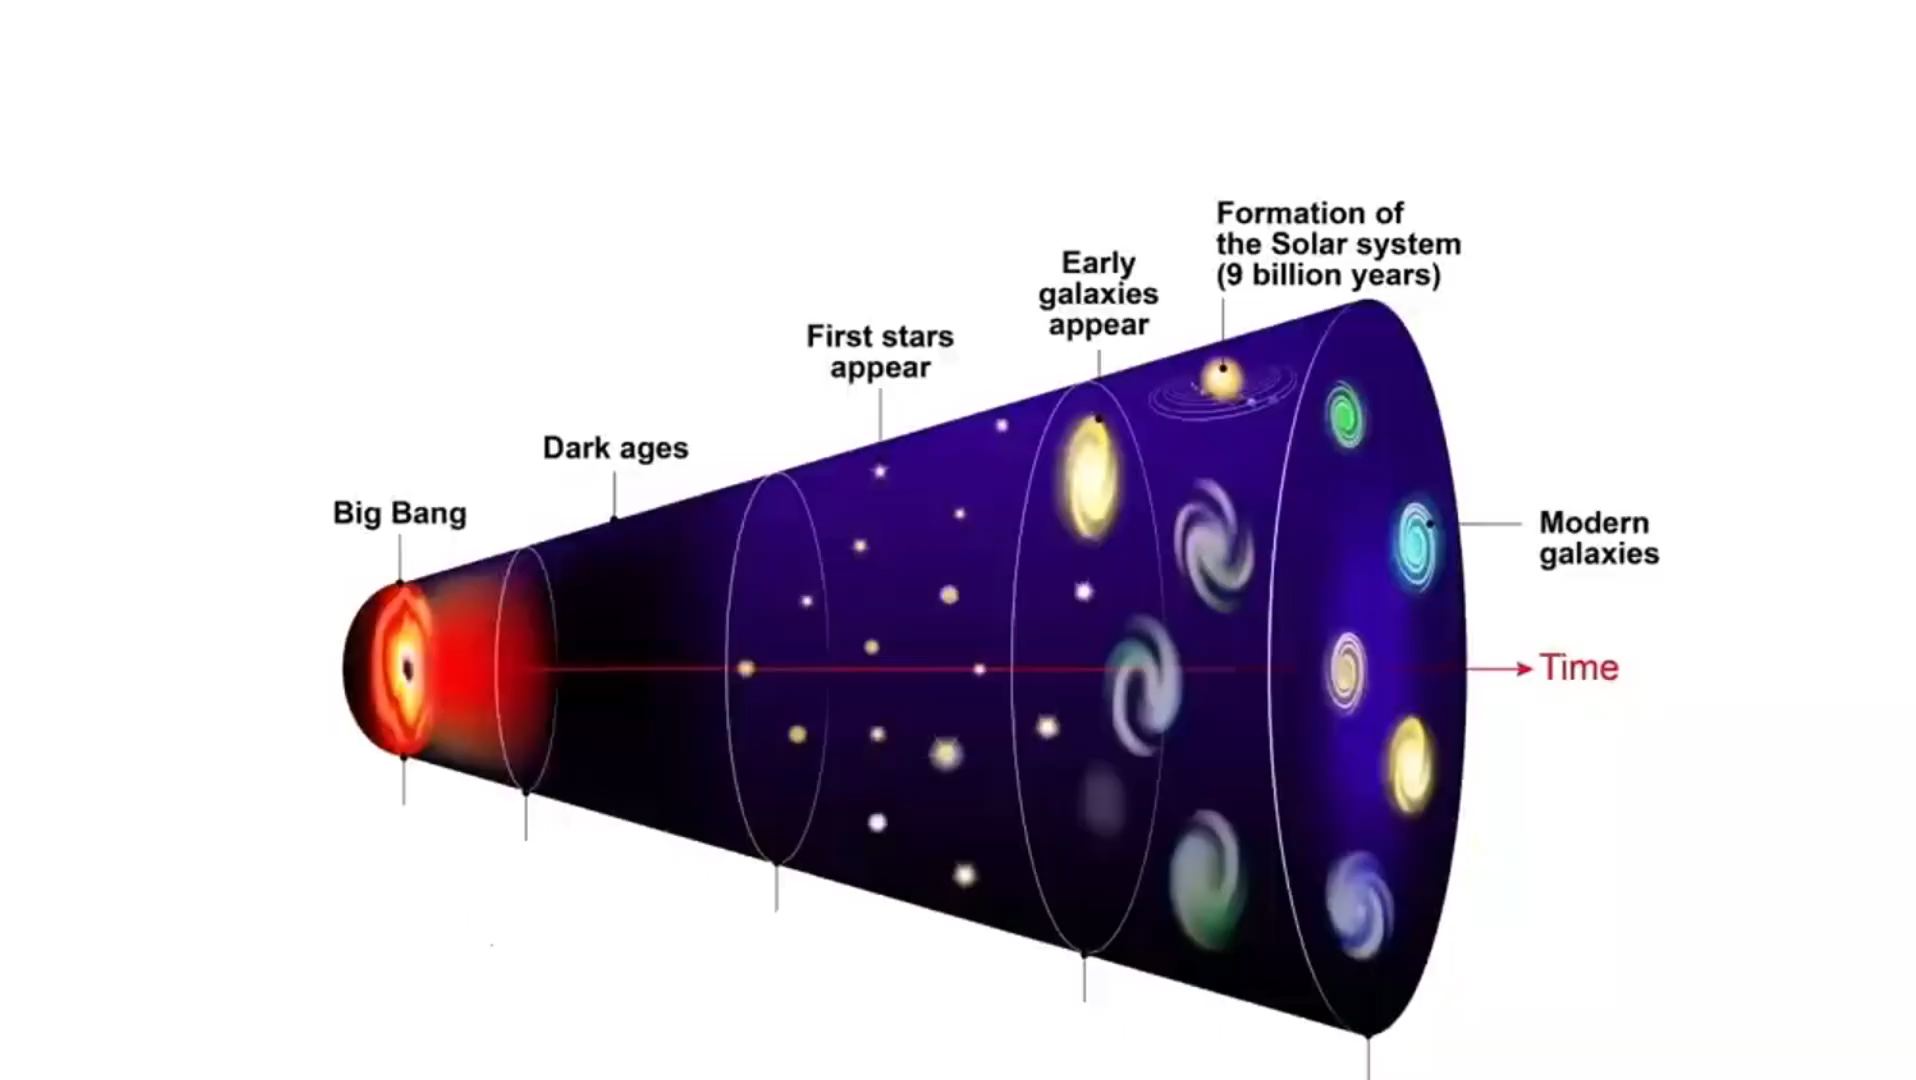 Formation of
the Solar system
(9 billion years)
Early
galaxies
appear
First stars
appear
Dark ages
Big Bang
Modern
galaxies
Time